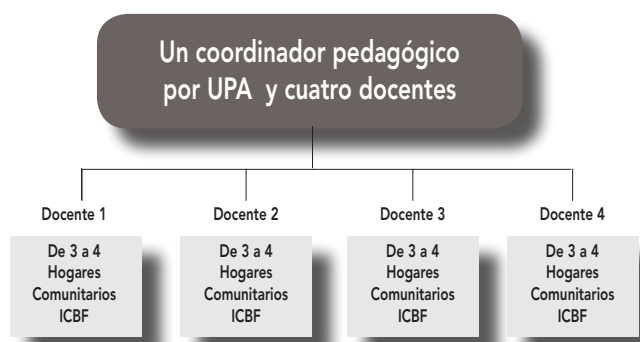 Un coordinador pedagógico
por UPA y cuatro docentes
Docente 1
De 3 a 4
Hogares
Comunitarios
ICBF
Docente 2
De 3 a 4
Hogares
Comunitarios
ICBF
Docente 3
De 3 a 4
Hogares
Comunitarios
ICBF
Docente 4
De 3 a 4
Hogares
Comunitarios
ICBF